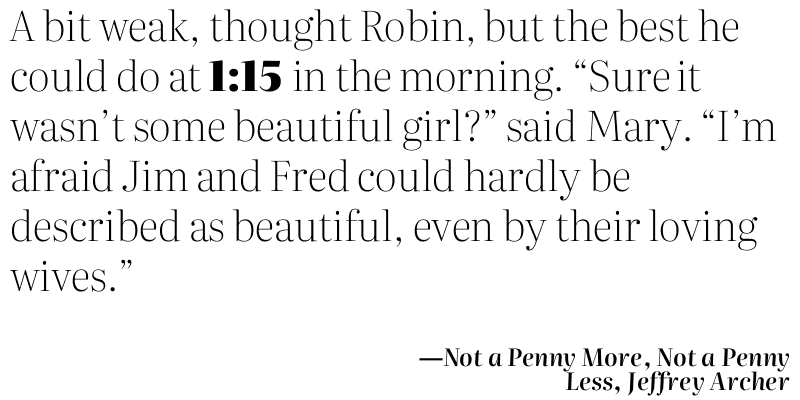 A bit weak, thought Robin, but the best he
could do at 1:15 in the morning. “Sure it
wasn’t some beautiful girl?” said Mary. “I’m
afraid Jim and Fred could hardly be
described as beautiful, even by their loving
wives.”
—Not a Penny More, Not a Penny
Less, Jeffrey Archer